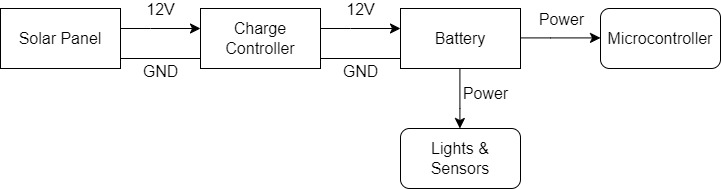 12V
12V
Power
Solar Panel
Charge
Controller
Battery
Microcontroller
GND
GND
Power
Lights &
Sensors